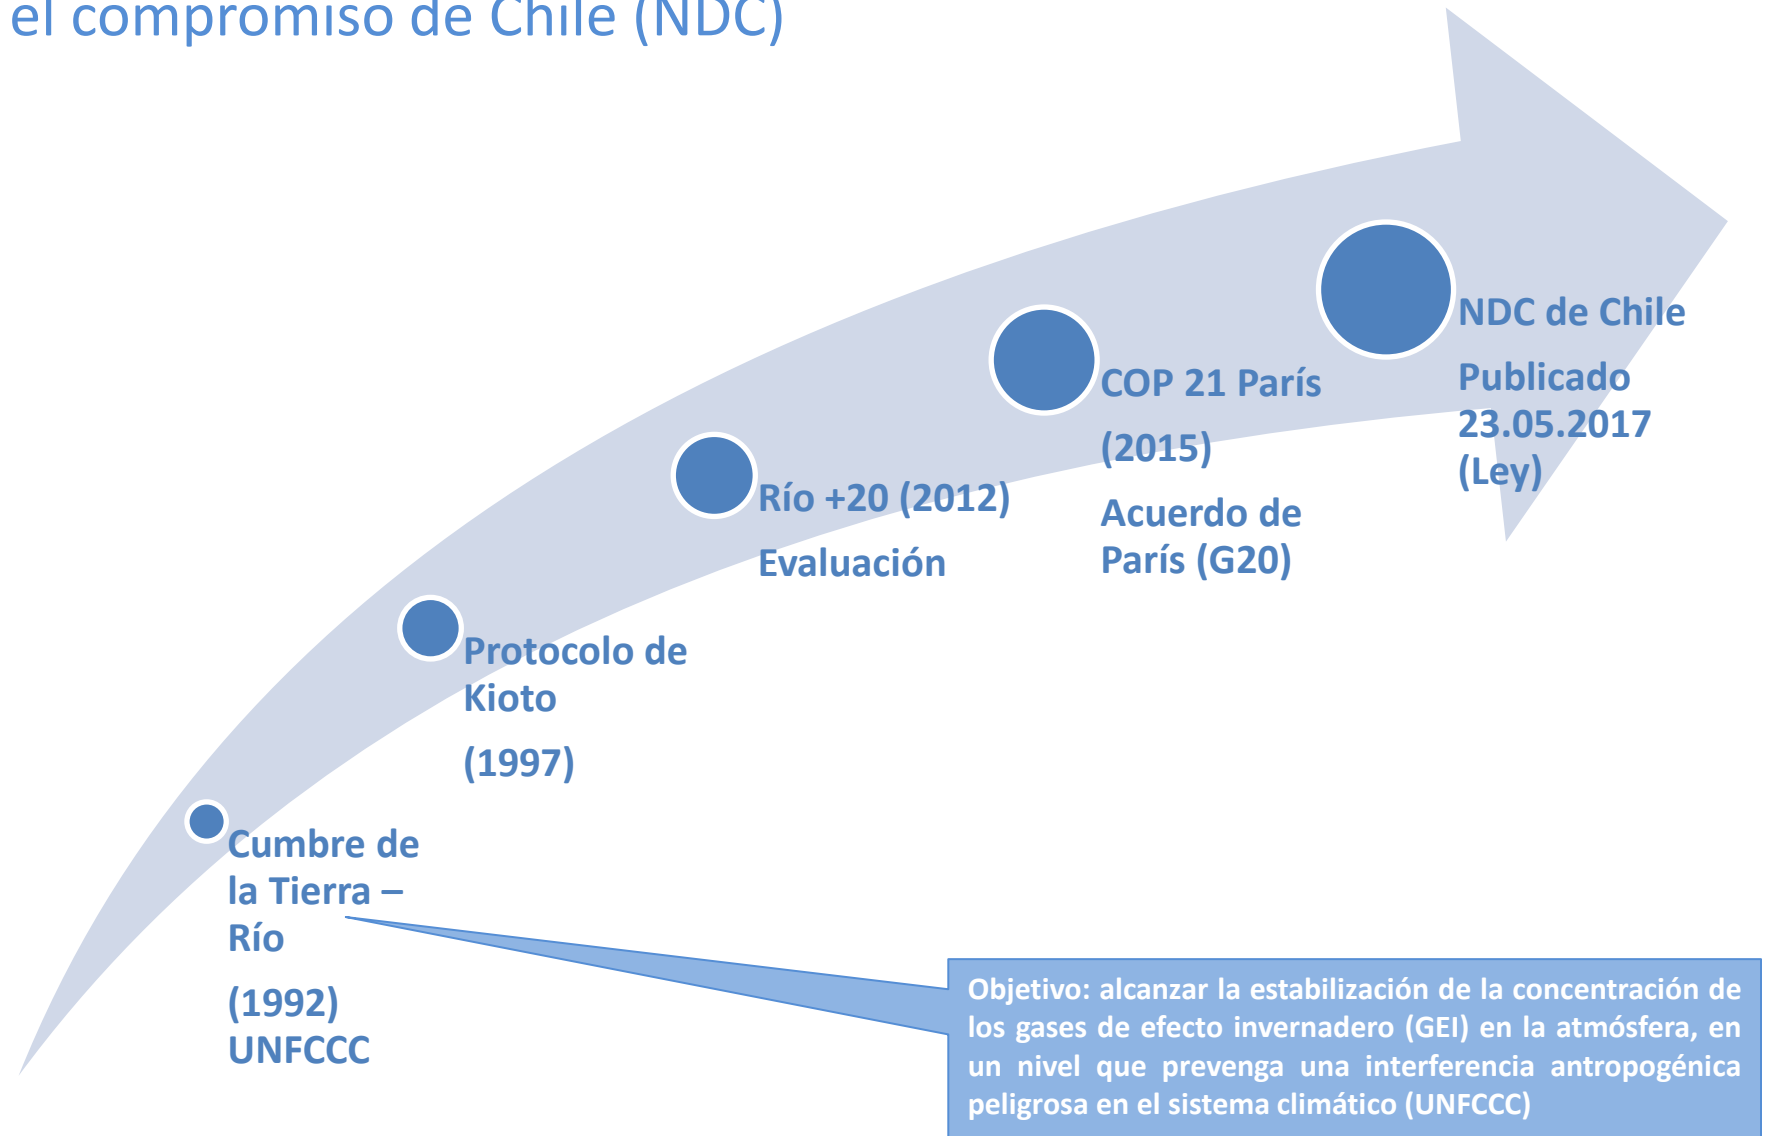 el compromiso de Chile (NDC)
NDC de Chile
Publicado
23.05.2017
(Ley)
COP 21 París
(2015)
Acuerdo de
París (G20)
Río +20 (2012)
Evaluación
Protocolo de
Kioto
(1997)
Cumbre de
la Tierra –
Río
(1992)
UNFCCC
Objetivo: alcanzar la estabilización de la concentración de
los gases de efecto invernadero (GEI) en la atmósfera, en
un nivel que prevenga una interferencia antropogénica
peligrosa en el sistema climático (UNFCCC)